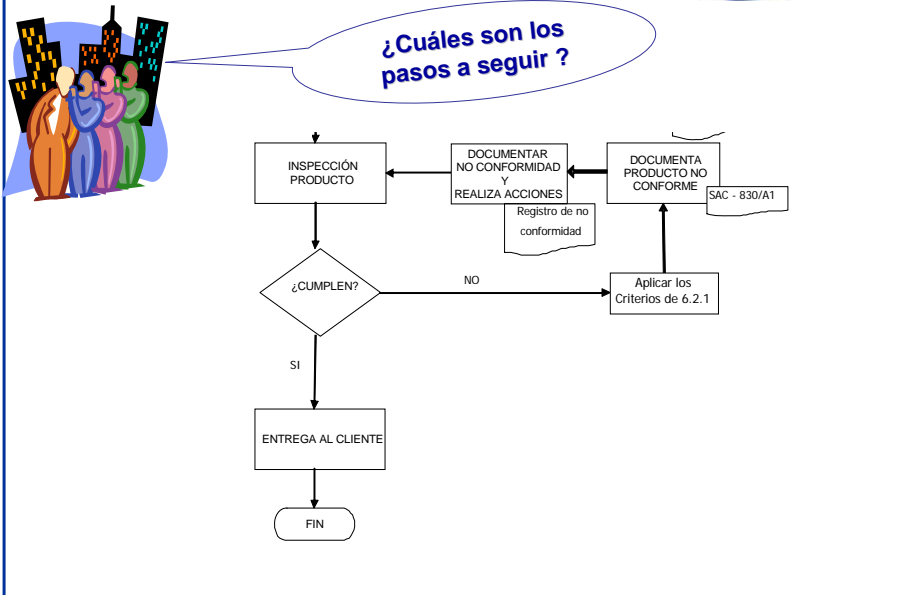 ¿Cuáles son los
pasos a seguir ?
INSPECCIÓN
PRODUCTO
DOCUMENTAR
NO CONFORMIDAD
Y
REALIZA ACCIONES
Registro de no
conformidad
DOCUMENTA
PRODUCTO NO
CONFORME
SAC - 830/A1
¿CUMPLEN?
NO
Aplicar los
Criterios de 6.2.1
SI
ENTREGA AL CLIENTE
FIN